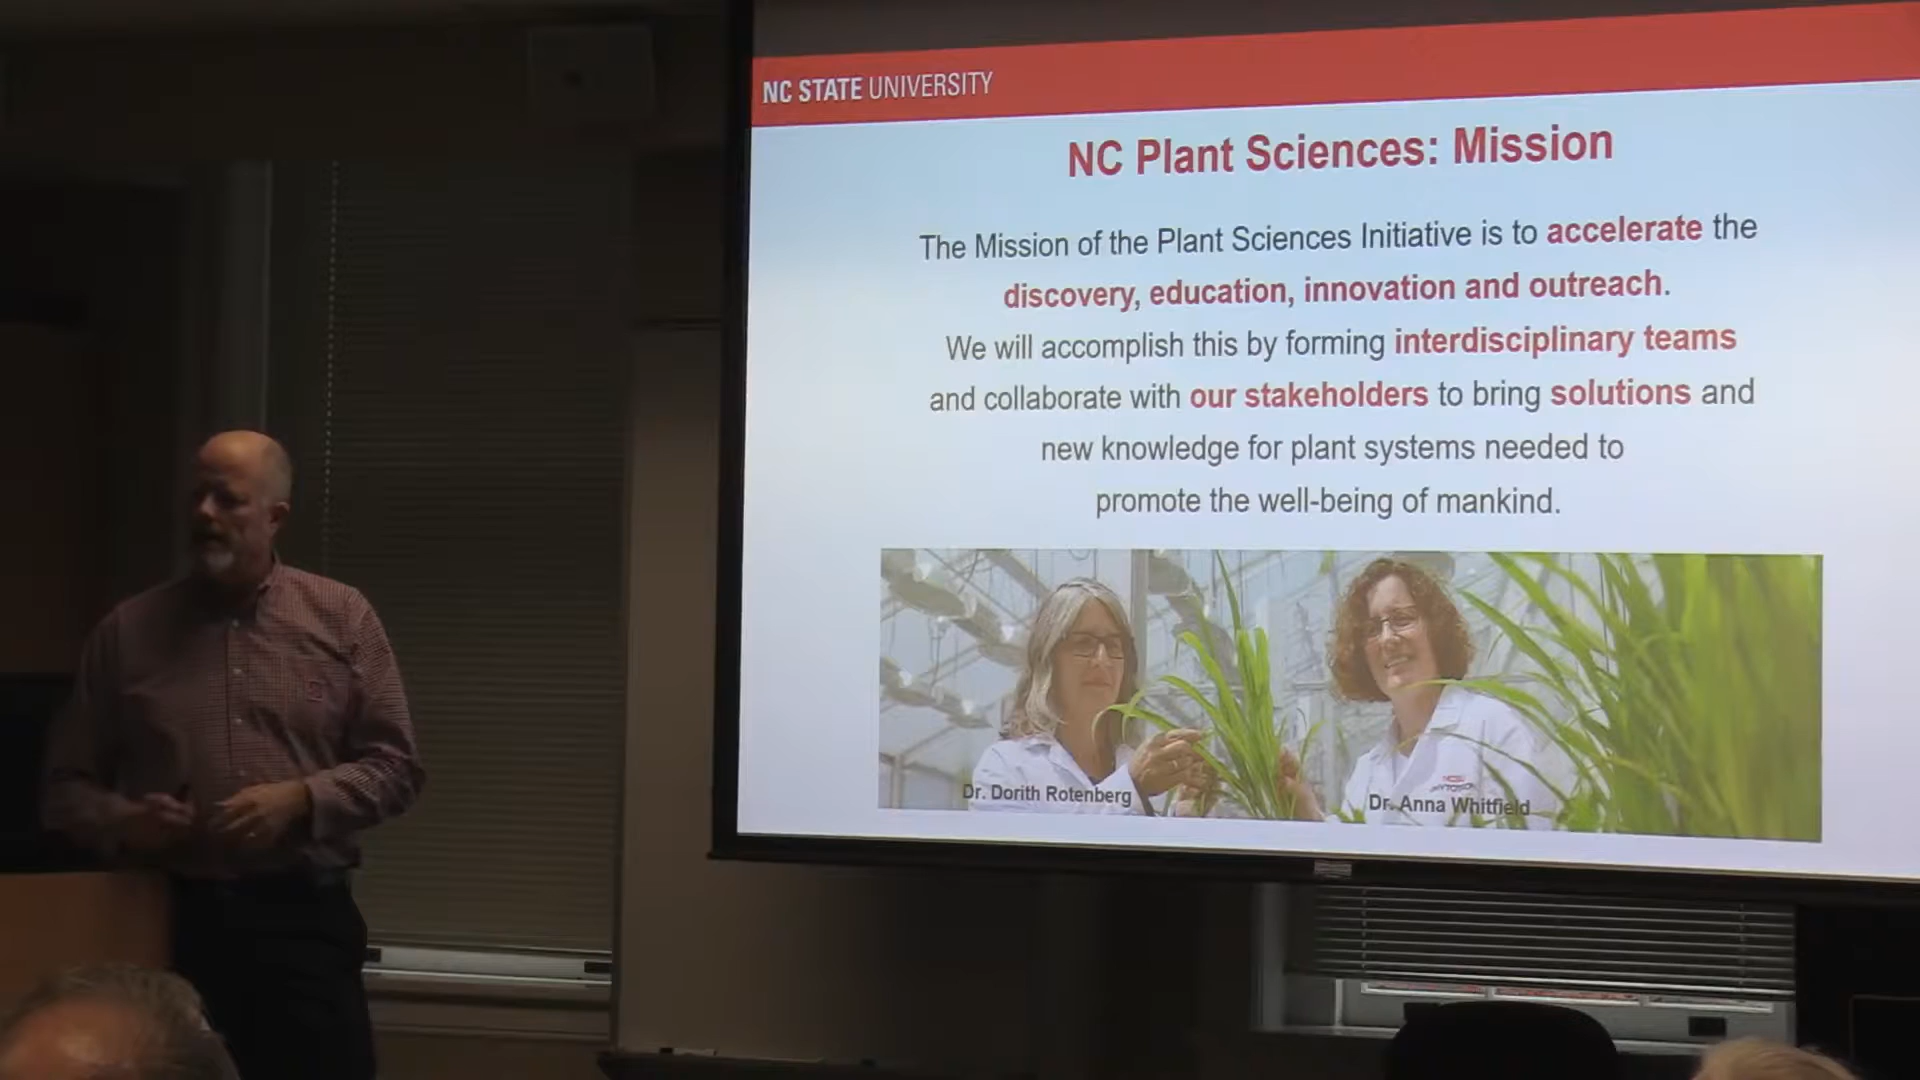 NC STATE UNIVERSITY
NC Plant Sciences: Mission
The Mission of the Plant Sciences Initiative is to accelerate the
discovery, education, innovation and outreach.
We will accomplish this by forming interdisciplinary teams
and collaborate with our stakeholders to bring solutions and
new knowledge for plant systems needed to
promote the well-being of mankind.
Dr. Dorith Rotenberg
Dr. Anna Whitfield